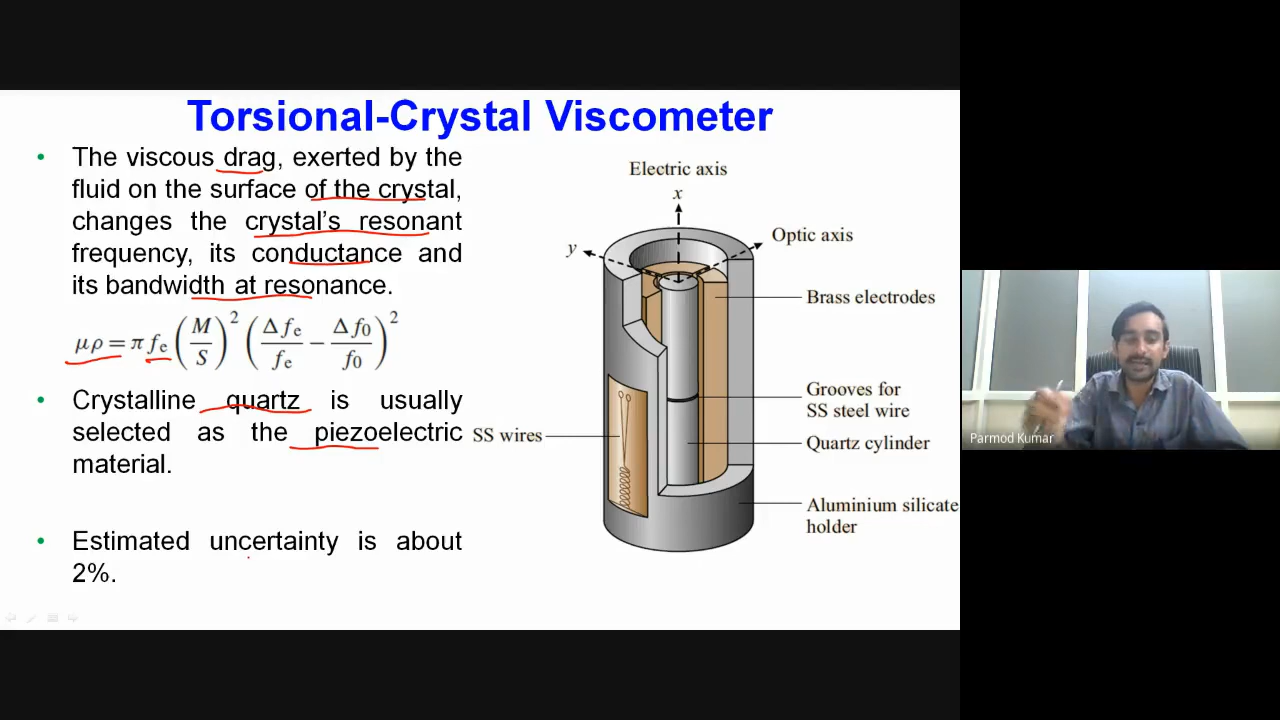 Torsional-Crystal Viscometer
• The viscous drag, exerted by the
fluid on the surface of the crystal,
changes the crystal's resonant
frequency, its conductance and
its bandwidth at resonance.
μρ = π fe (M/S)² (Δfe/fe − Δf0/f0)²
• Crystalline quartz is usually
selected as the piezoelectric
material.
• Estimated uncertainty is about
2%.
Electric axis
x
y
Optic axis
Brass electrodes
Grooves for
SS steel wire
SS wires
Quartz cylinder
Aluminium silicate
holder
Parmod Kumar